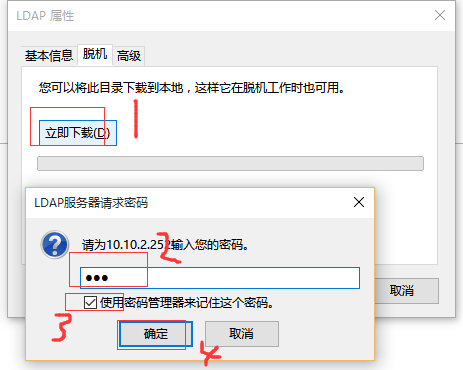 LDAP 属性
基本信息 脱机 高级
您可以将此目录下载到本地，这样它在脱机工作时也可用。
1
立即下载(D)
LDAP服务器请求密码
请为10.10.2.252输入您的密码。
2
●●●
使用密码管理器来记住这个密码。
3
确定 取消
4
取消